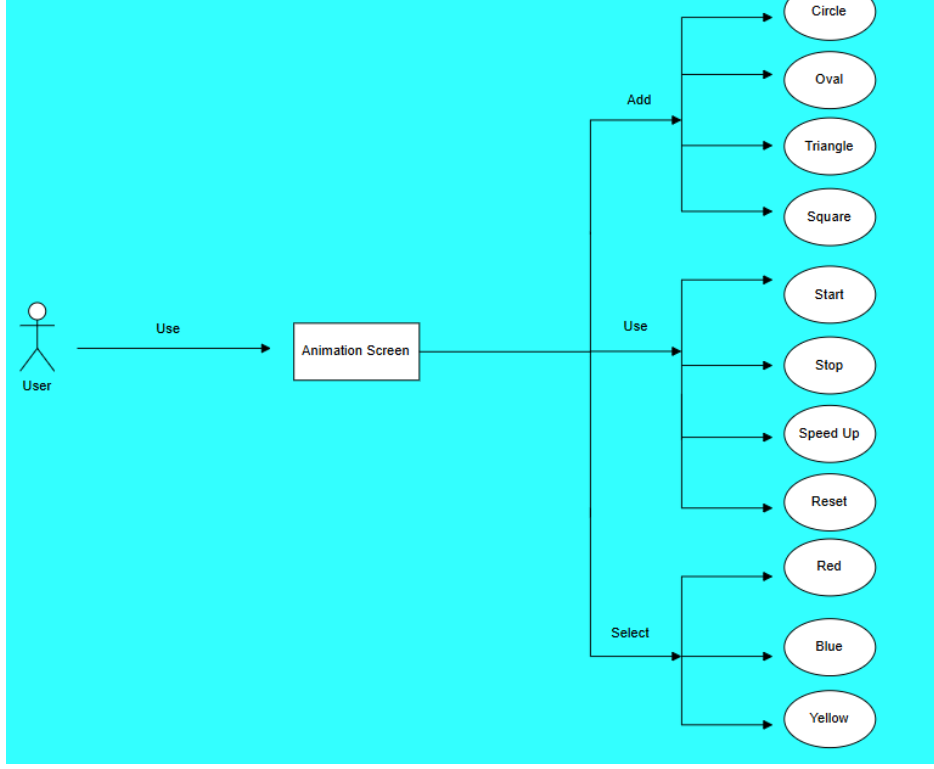 Circle
Oval
Add
Triangle
Square
Start
Use
Use
Animation Screen
Stop
User
Speed Up
Reset
Red
Select
Blue
Yellow